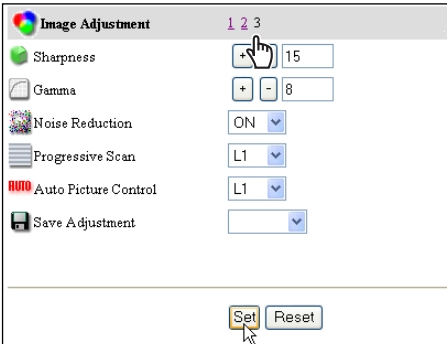 Image Adjustment 1 2 3
Sharpness + 15
Gamma + - 8
Noise Reduction ON
Progressive Scan L1
AUTO Auto Picture Control L1
Save Adjustment
Set Reset